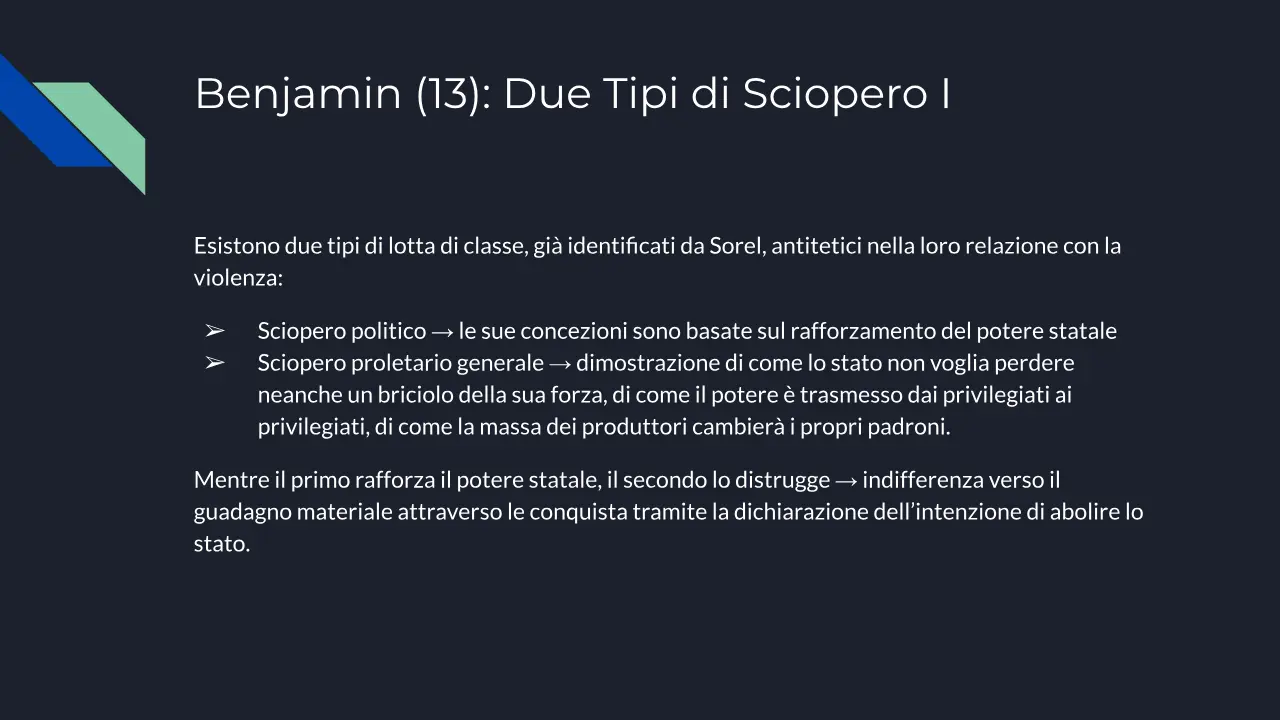 Benjamin (13): Due Tipi di Sciopero I
Esistono due tipi di lotta di classe, già identificati da Sorel, antitetici nella loro relazione con la
violenza:
➢ Sciopero politico → le sue concezioni sono basate sul rafforzamento del potere statale
➢ Sciopero proletario generale → dimostrazione di come lo stato non voglia perdere
neanche un briciolo della sua forza, di come il potere è trasmesso dai privilegiati ai
privilegiati, di come la massa dei produttori cambierà i propri padroni.
Mentre il primo rafforza il potere statale, il secondo lo distrugge → indifferenza verso il
guadagno materiale attraverso le conquista tramite la dichiarazione dell’intenzione di abolire lo
stato.